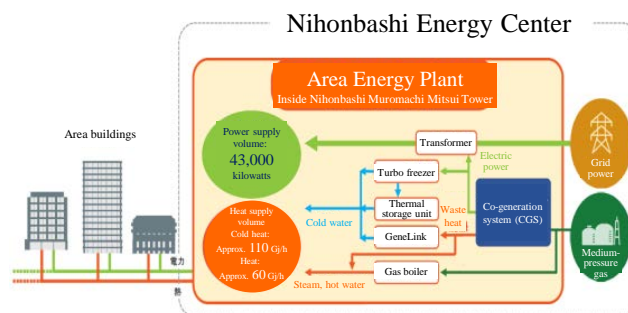 Nihonbashi Energy Center
Area Energy Plant
Inside Nihonbashi Muromachi Mitsui Tower
Area buildings
Power supply
volume:
43,000
kilowatts
Heat supply
volume
Cold heat:
Approx. 110 Gj/h
Heat:
Approx. 60 Gj/h
Transformer
Electric
power
Turbo freezer
Thermal
storage unit
Waste
heat
Cold water
GeneLink
Co-generation
system (CGS)
Gas boiler
Steam, hot water
Grid
power
Medium-
pressure
gas
電力
熱